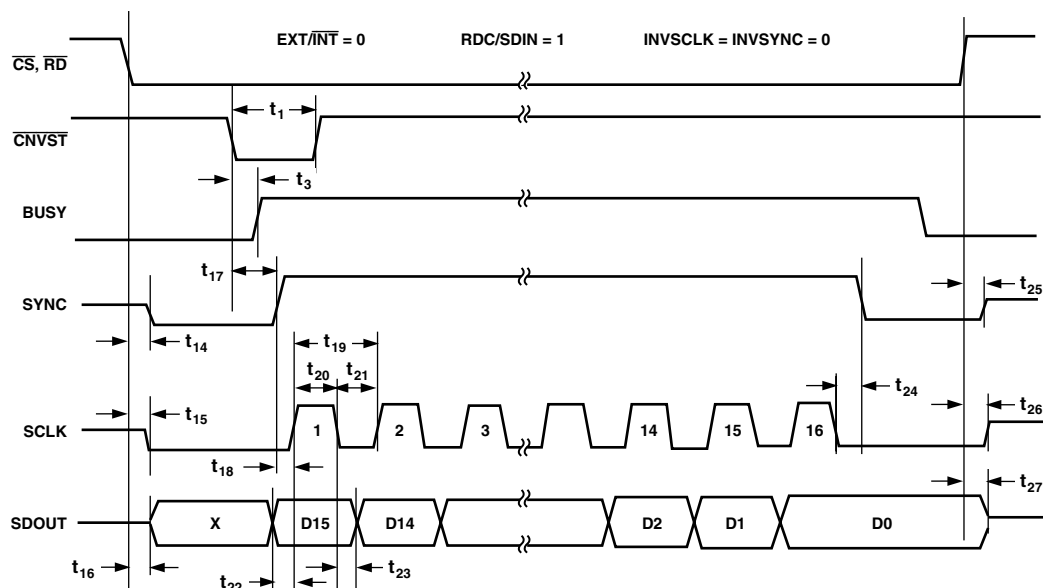 EXT/INT = 0 RDC/SDIN = 1 INVSCLK = INVSYNC = 0
CS, RD
t1
CNVST
t3
BUSY
t17
SYNC
t25
t14
t19
t20 t21
t24
t15
t26
SCLK
1 2 3 14 15 16
t18
t27
SDOUT
X D15 D14 D2 D1 D0
t16
t22
t23